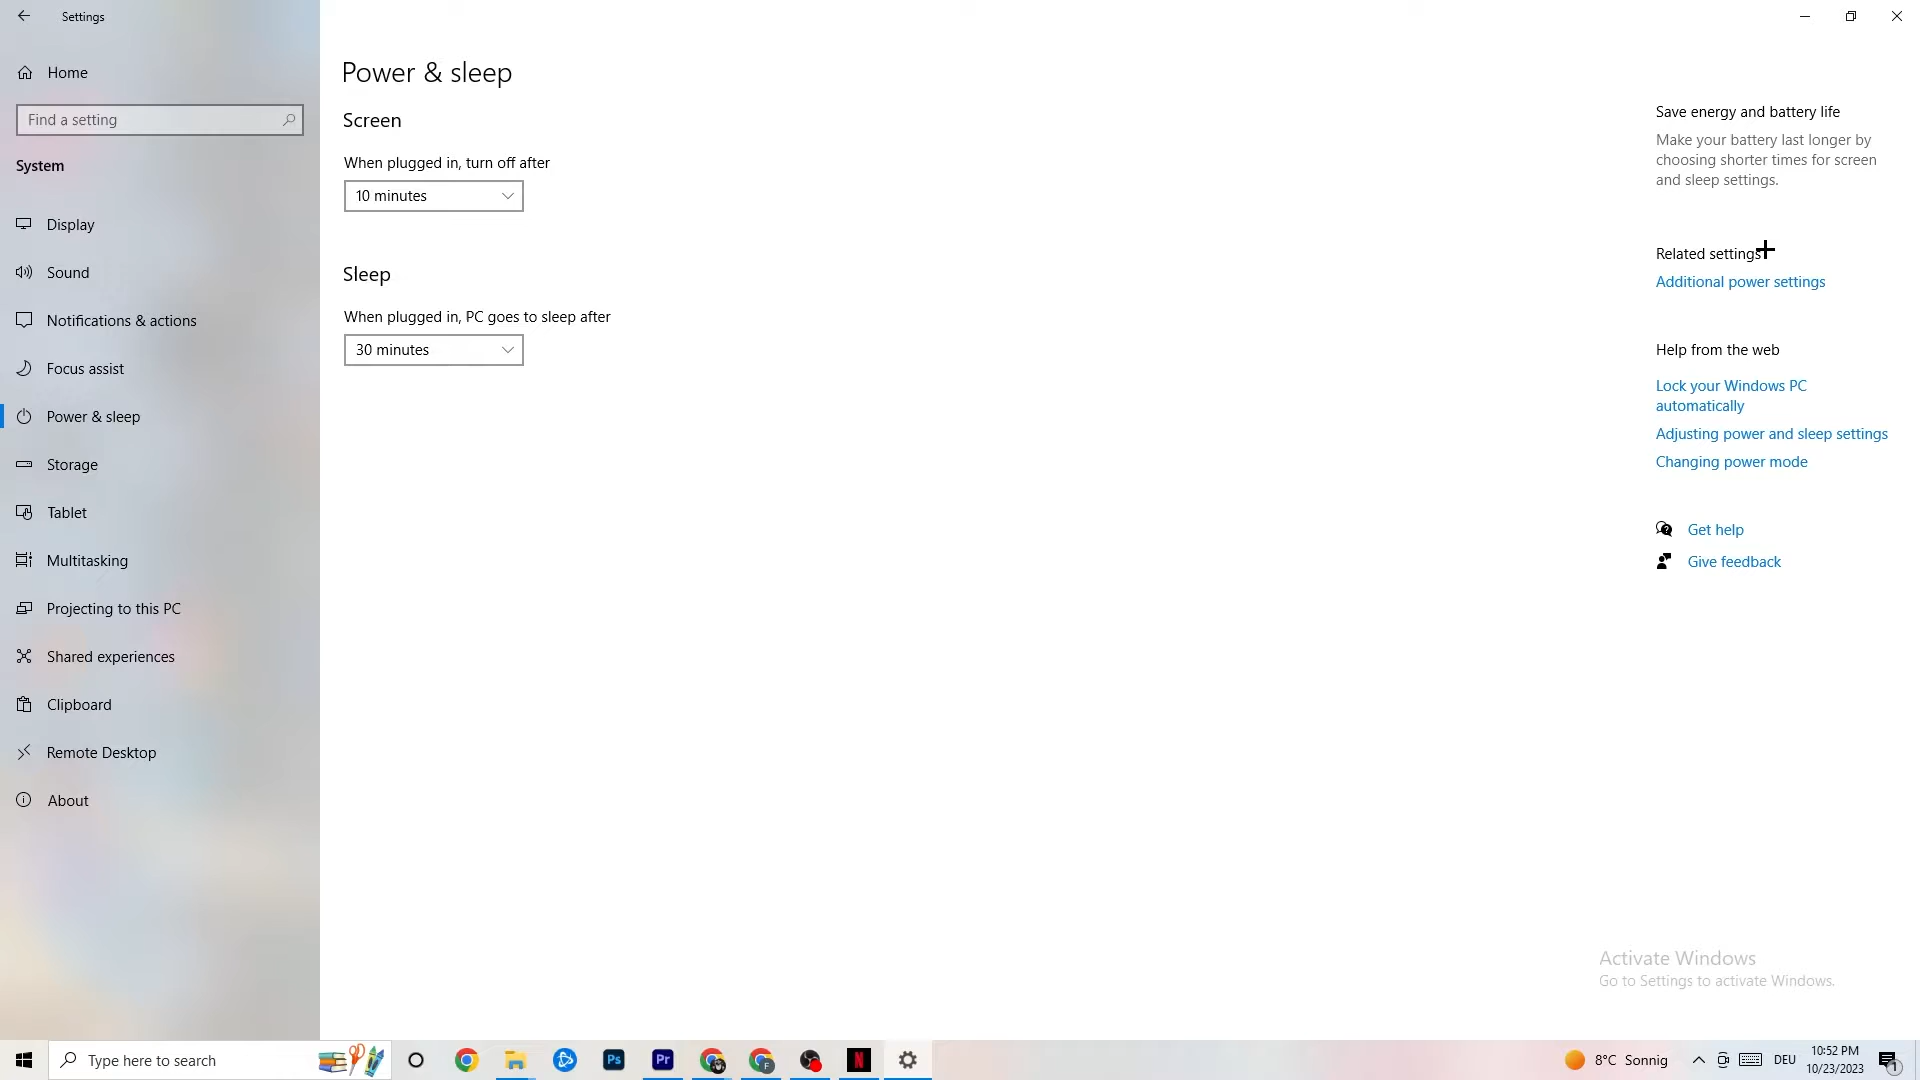 Settings
Home
Find a setting
System
Display
Sound
Notifications & actions
Focus assist
Power & sleep
Storage
Tablet
Multitasking
Projecting to this PC
Shared experiences
Clipboard
Remote Desktop
About
Power & sleep
Screen
When plugged in, turn off after
10 minutes
Sleep
When plugged in, PC goes to sleep after
30 minutes
Save energy and battery life
Make your battery last longer by
choosing shorter times for screen
and sleep settings.
Related settings
Additional power settings
Help from the web
Lock your Windows PC
automatically
Adjusting power and sleep settings
Changing power mode
Get help
Give feedback
Activate Windows
Go to Settings to activate Windows.
Type here to search
Ps
Pr
F
N
8°C Sonnig
DEU
10:52 PM
10/23/2023
1